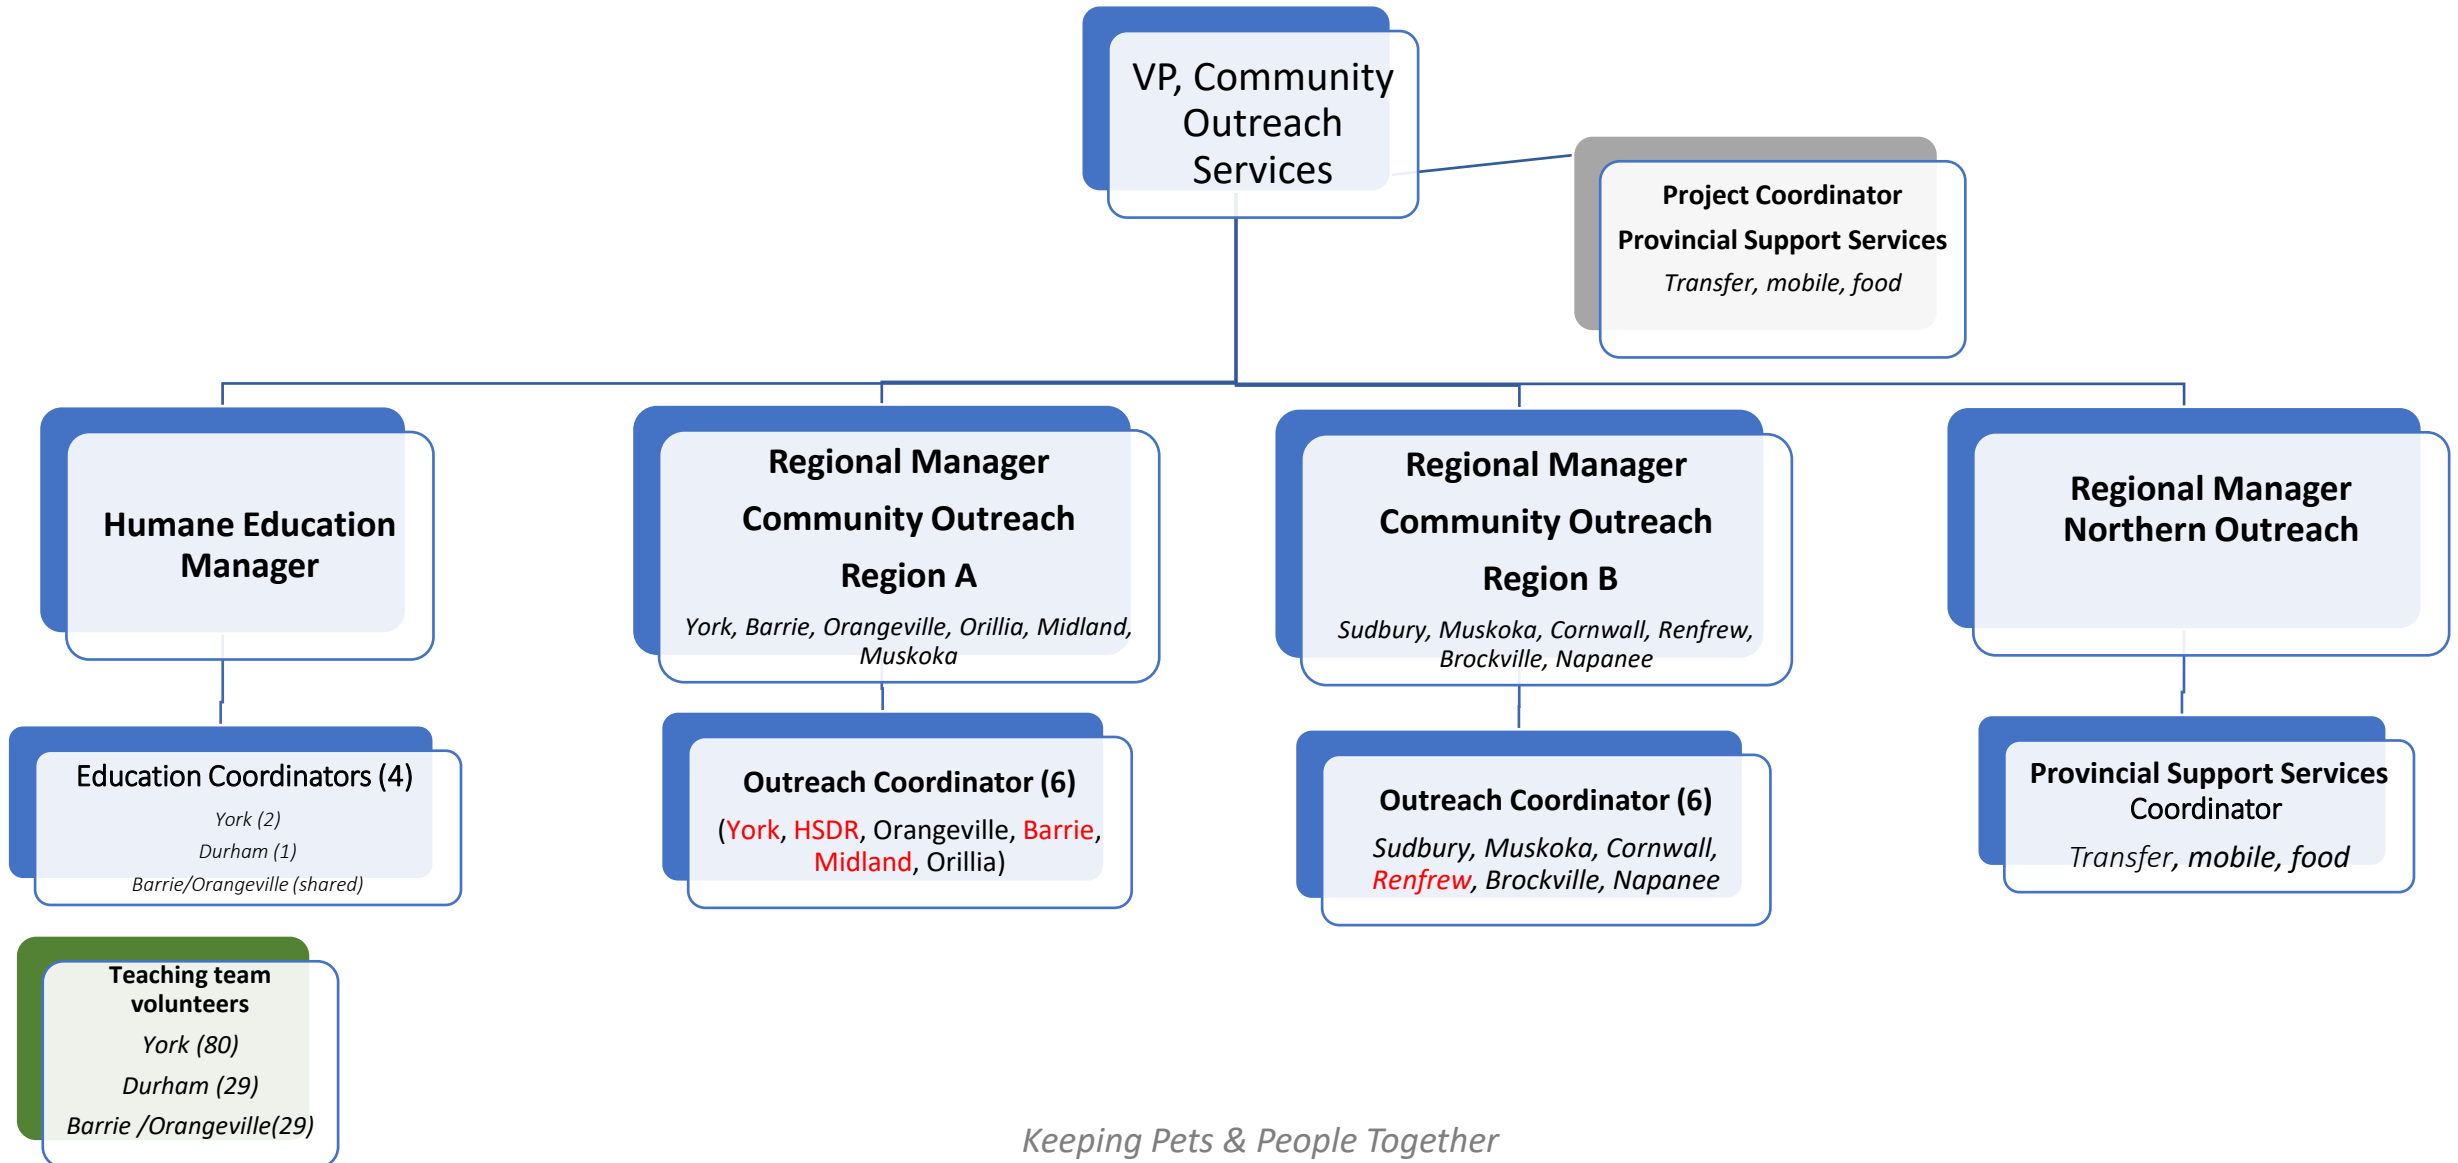 VP, Community
Outreach
Services
Project Coordinator
Provincial Support Services
Transfer, mobile, food
Humane Education
Manager
Regional Manager
Community Outreach
Region A
York, Barrie, Orangeville, Orillia, Midland,
Muskoka
Regional Manager
Community Outreach
Region B
Sudbury, Muskoka, Cornwall, Renfrew,
Brockville, Napanee
Regional Manager
Northern Outreach
Education Coordinators (4)
York (2)
Durham (1)
Barrie/Orangeville (shared)
Outreach Coordinator (6)
(York, HSDR, Orangeville, Barrie,
Midland, Orillia)
Outreach Coordinator (6)
Sudbury, Muskoka, Cornwall,
Renfrew, Brockville, Napanee
Provincial Support Services
Coordinator
Transfer, mobile, food
Teaching team
volunteers
York (80)
Durham (29)
Barrie /Orangeville(29)
Keeping Pets & People Together